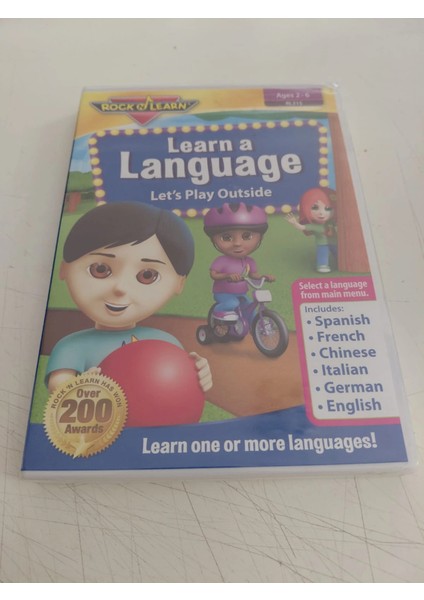 ROCK 'N LEARN
Ages 2 - 6
Learn a
Language
Let's Play Outside
Select a language
from main menu.
Includes:
• Spanish
• French
• Chinese
• Italian
• German
• English
ROCK 'N LEARN HAS WON
Over
200
Awards
Learn one or more languages!